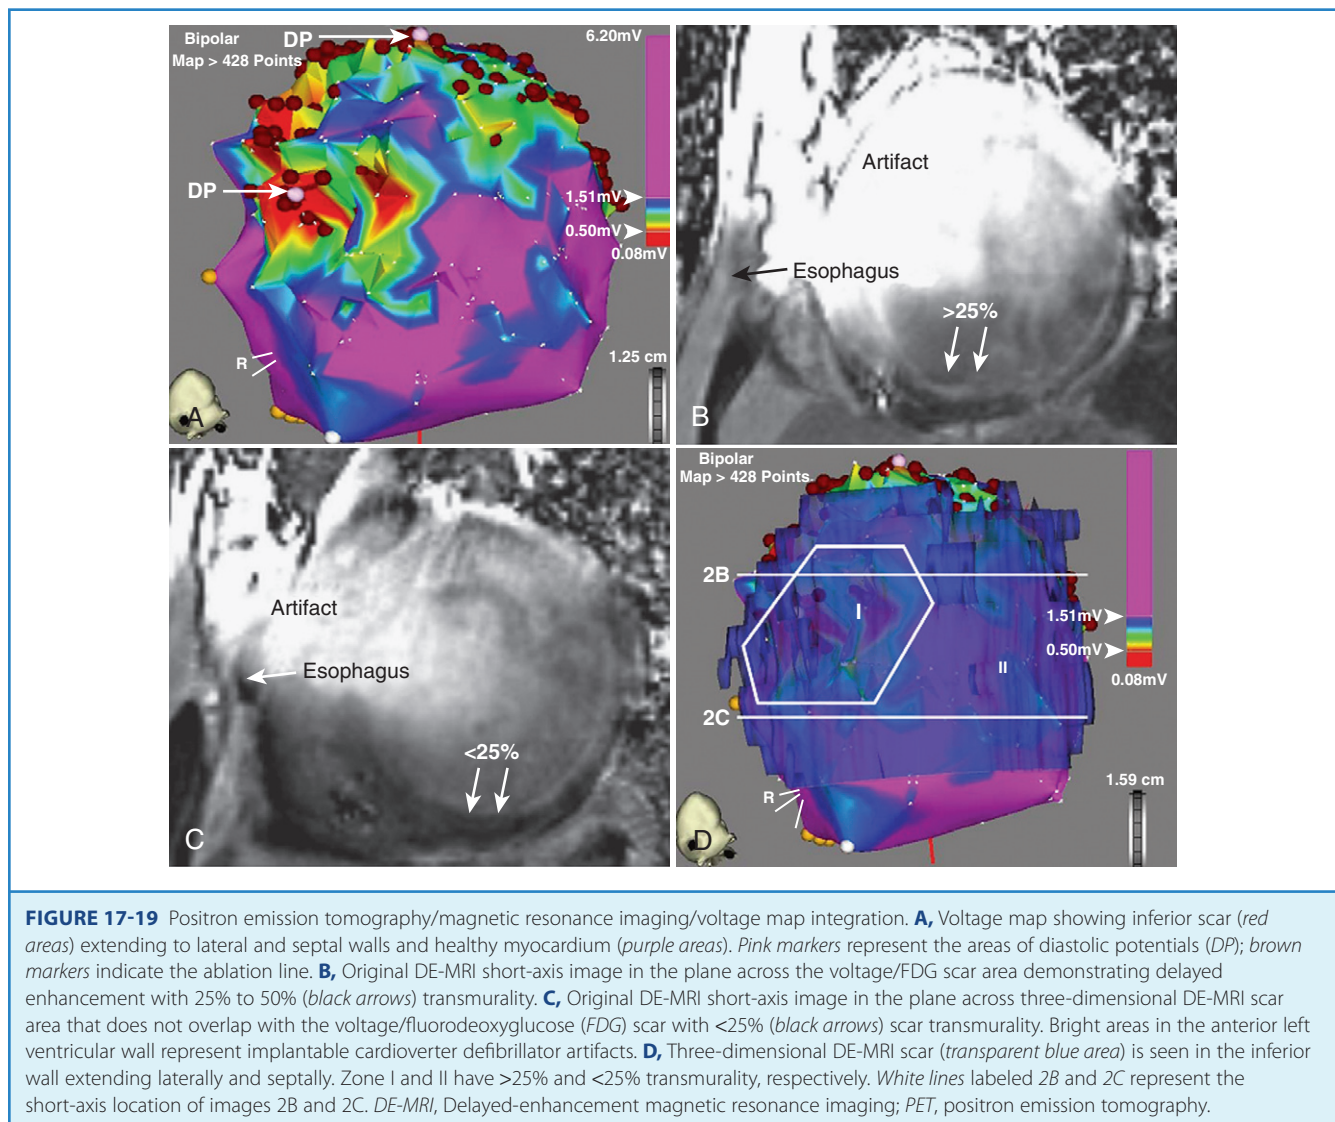 Bipolar
Map > 428 Points
DP
6.20mV
DP
1.51mV
0.50mV
0.08mV
R
1.25 cm
A
Artifact
Esophagus
>25%
B
Artifact
Esophagus
<25%
C
Bipolar
Map > 428 Points
2B
I
1.51mV
0.50mV
II
0.08mV
2C
1.59 cm
R
D
FIGURE 17-19 Positron emission tomography/magnetic resonance imaging/voltage map integration. A, Voltage map showing inferior scar (red
areas) extending to lateral and septal walls and healthy myocardium (purple areas). Pink markers represent the areas of diastolic potentials (DP); brown
markers indicate the ablation line. B, Original DE-MRI short-axis image in the plane across the voltage/FDG scar area demonstrating delayed
enhancement with 25% to 50% (black arrows) transmurality. C, Original DE-MRI short-axis image in the plane across three-dimensional DE-MRI scar
area that does not overlap with the voltage/fluorodeoxyglucose (FDG) scar with <25% (black arrows) scar transmurality. Bright areas in the anterior left
ventricular wall represent implantable cardioverter defibrillator artifacts. D, Three-dimensional DE-MRI scar (transparent blue area) is seen in the inferior
wall extending laterally and septally. Zone I and II have >25% and <25% transmurality, respectively. White lines labeled 2B and 2C represent the
short-axis location of images 2B and 2C. DE-MRI, Delayed-enhancement magnetic resonance imaging; PET, positron emission tomography.